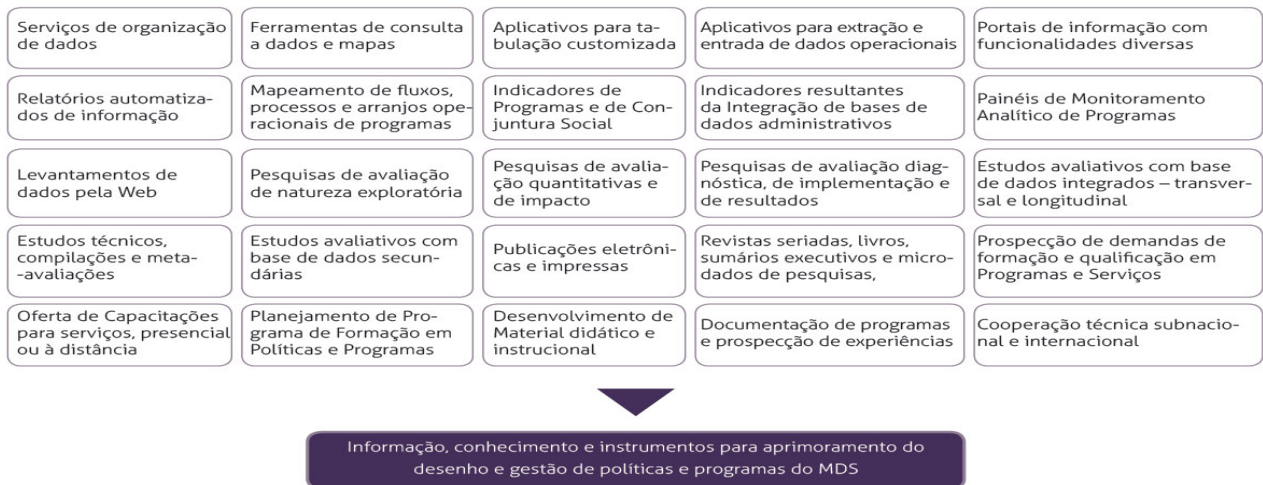 Serviços de organização
de dados
Ferramentas de consulta
a dados e mapas
Aplicativos para ta-
bulação customizada
Aplicativos para extração e
entrada de dados operacionais
Portais de informação com
funcionalidades diversas
Relatórios automatiza-
dos de informação
Mapeamento de fluxos,
processos e arranjos ope-
racionais de programas
Indicadores de
Programas e de Con-
juntura Social
Indicadores resultantes
da Integração de bases de
dados administrativos
Painéis de Monitoramento
Analítico de Programas
Levantamentos de
dados pela Web
Pesquisas de avaliação
de natureza exploratória
Pesquisas de avalia-
ção quantitativas e
de impacto
Pesquisas de avaliação diag-
nóstica, de implementação e
de resultados
Estudos avaliativos com base
de dados integrados – transver-
sal e longitudinal
Estudos técnicos,
compilações e meta-
-avaliações
Estudos avaliativos com
base de dados secun-
dárias
Publicações eletrôni-
cas e impressas
Revistas seriadas, livros,
sumários executivos e micro-
dados de pesquisas,
Prospecção de demandas de
formação e qualificação em
Programas e Serviços
Oferta de Capacitações
para serviços, presencial
ou à distância
Planejamento de Pro-
grama de Formação em
Políticas e Programas
Desenvolvimento de
Material didático e
instrucional
Documentação de programas
e prospecção de experiências
Cooperação técnica subnacio-
nal e internacional
Informação, conhecimento e instrumentos para aprimoramento do
desenho e gestão de políticas e programas do MDS